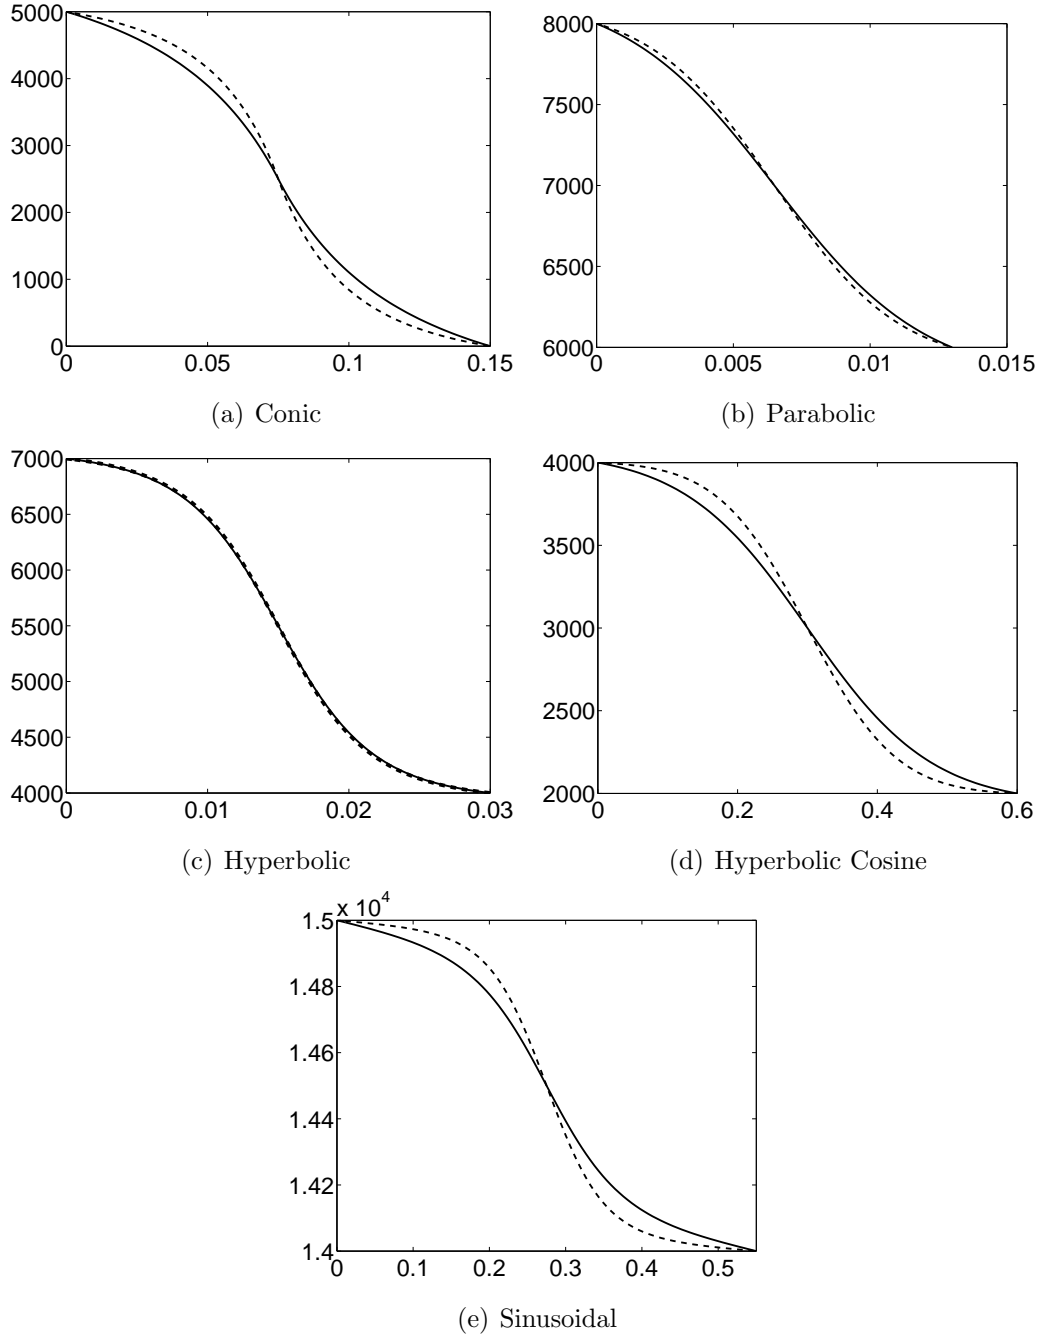 5000
4000
3000
2000
1000
0
0 0.05 0.1 0.15
(a) Conic
8000
7500
7000
6500
6000
0 0.005 0.01 0.015
(b) Parabolic
7000
6500
6000
5500
5000
4500
4000
0 0.01 0.02 0.03
(c) Hyperbolic
4000
3500
3000
2500
2000
0 0.2 0.4 0.6
(d) Hyperbolic Cosine
x 10^4
1.5
1.48
1.46
1.44
1.42
1.4
0 0.1 0.2 0.3 0.4 0.5
(e) Sinusoidal